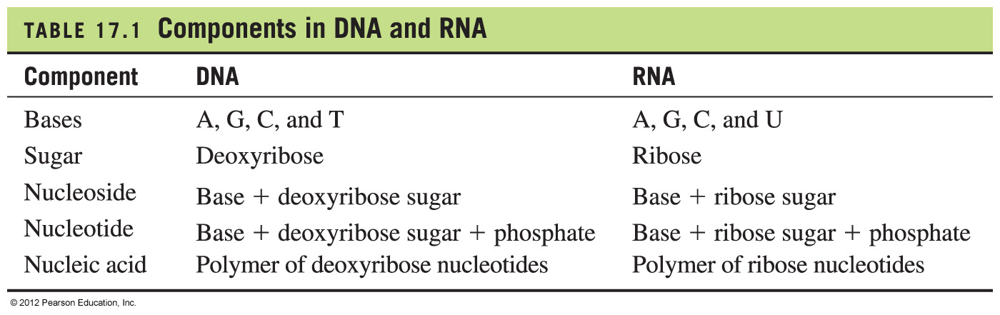 TABLE 17.1 Components in DNA and RNA
Component DNA RNA
Bases A, G, C, and T A, G, C, and U
Sugar Deoxyribose Ribose
Nucleoside Base + deoxyribose sugar Base + ribose sugar
Nucleotide Base + deoxyribose sugar + phosphate Base + ribose sugar + phosphate
Nucleic acid Polymer of deoxyribose nucleotides Polymer of ribose nucleotides
© 2012 Pearson Education, Inc.